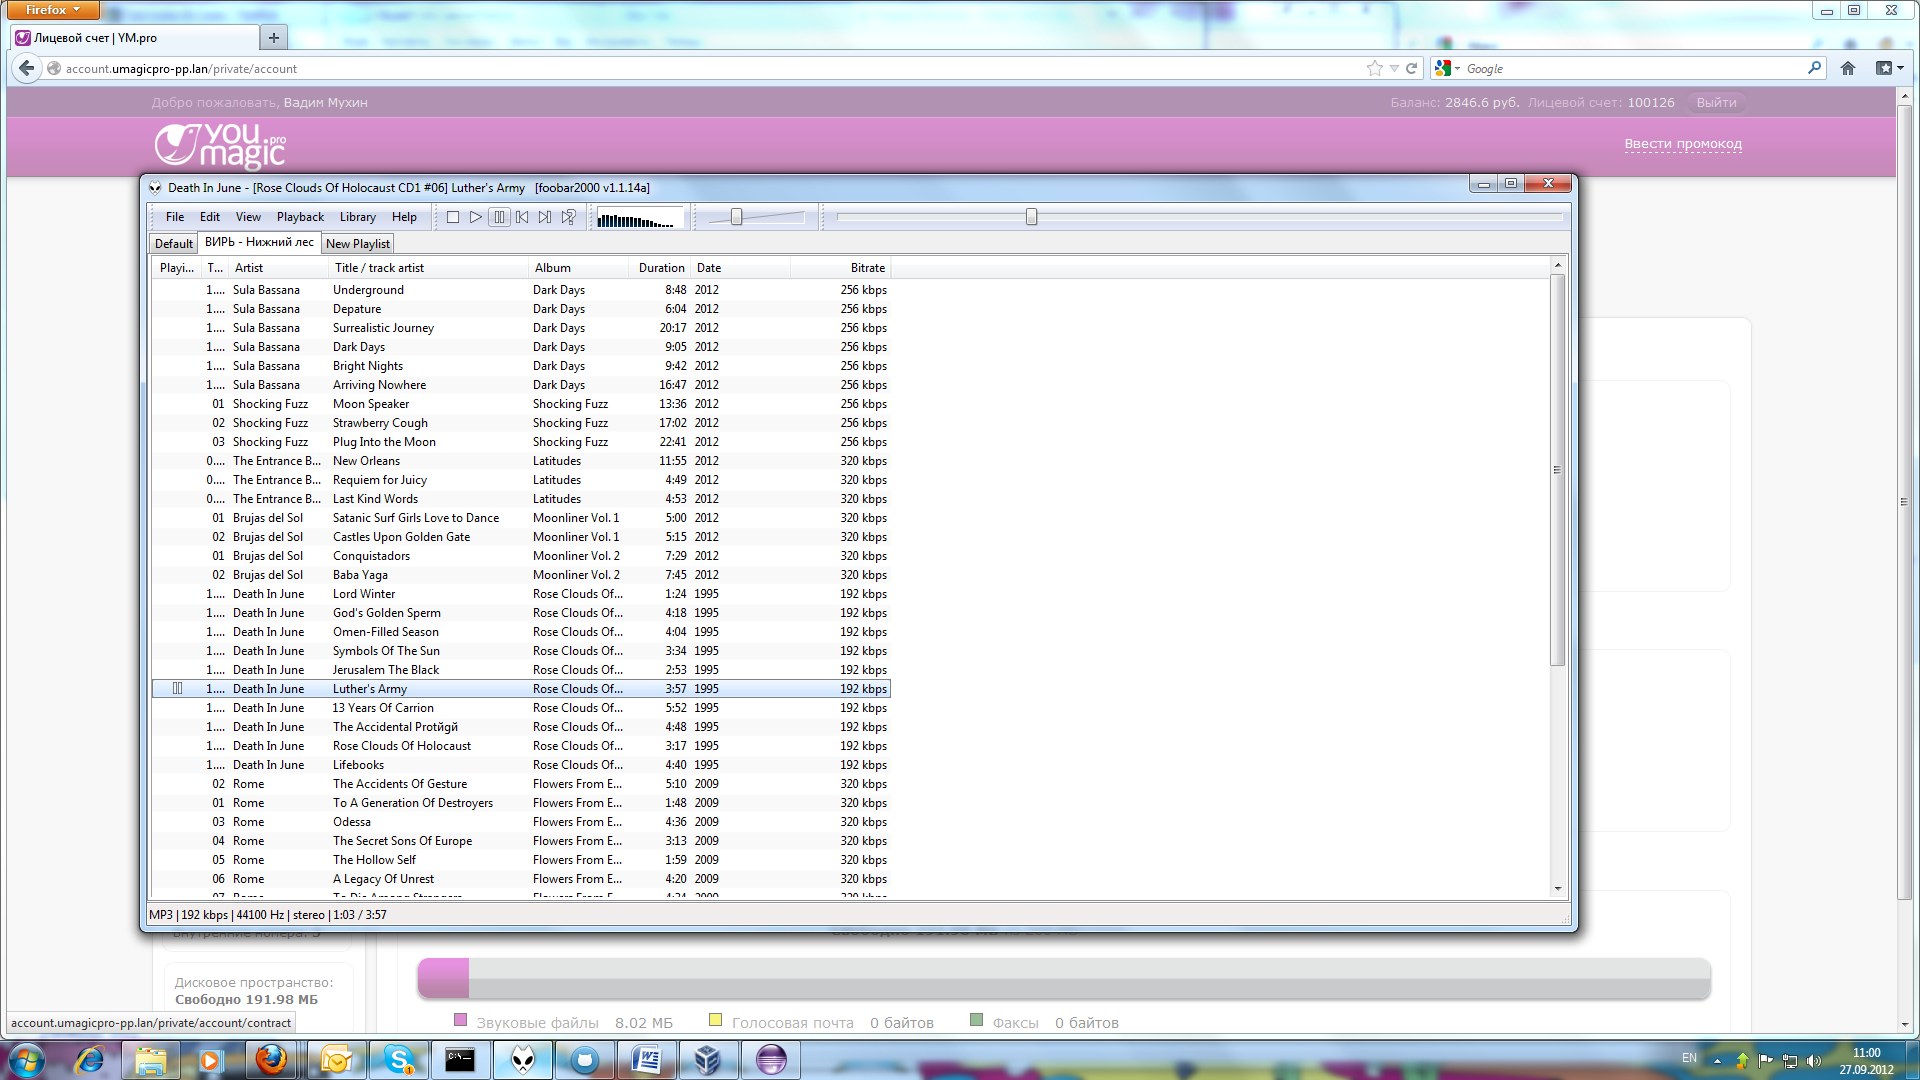 Firefox
Лицевой счет | YM.pro
account.umagicpro-pp.lan/private/account
Google
Добро пожаловать, Вадим Мухин
Баланс: 2846.6 руб. Лицевой счет: 100126 Выйти
you magic pro
Ввести промокод
Death In June - [Rose Clouds Of Holocaust CD1 #06] Luther's Army [foobar2000 v1.1.14a]
File Edit View Playback Library Help
Default ВИРЬ - Нижний лес New Playlist
Playi... T... Artist Title / track artist Album Duration Date Bitrate
1.... Sula Bassana Underground Dark Days 8:48 2012 256 kbps
1.... Sula Bassana Depature Dark Days 6:04 2012 256 kbps
1.... Sula Bassana Surrealistic Journey Dark Days 20:17 2012 256 kbps
1.... Sula Bassana Dark Days Dark Days 9:05 2012 256 kbps
1.... Sula Bassana Bright Nights Dark Days 9:42 2012 256 kbps
1.... Sula Bassana Arriving Nowhere Dark Days 16:47 2012 256 kbps
01 Shocking Fuzz Moon Speaker Shocking Fuzz 13:36 2012 256 kbps
02 Shocking Fuzz Strawberry Cough Shocking Fuzz 17:02 2012 256 kbps
03 Shocking Fuzz Plug Into the Moon Shocking Fuzz 22:41 2012 256 kbps
0.... The Entrance B... New Orleans Latitudes 11:55 2012 320 kbps
0.... The Entrance B... Requiem for Juicy Latitudes 4:49 2012 320 kbps
0.... The Entrance B... Last Kind Words Latitudes 4:53 2012 320 kbps
01 Brujas del Sol Satanic Surf Girls Love to Dance Moonliner Vol. 1 5:00 2012 320 kbps
02 Brujas del Sol Castles Upon Golden Gate Moonliner Vol. 1 5:15 2012 320 kbps
01 Brujas del Sol Conquistadors Moonliner Vol. 2 7:29 2012 320 kbps
02 Brujas del Sol Baba Yaga Moonliner Vol. 2 7:45 2012 320 kbps
1.... Death In June Lord Winter Rose Clouds Of... 1:24 1995 192 kbps
1.... Death In June God's Golden Sperm Rose Clouds Of... 4:18 1995 192 kbps
1.... Death In June Omen-Filled Season Rose Clouds Of... 4:04 1995 192 kbps
1.... Death In June Symbols Of The Sun Rose Clouds Of... 3:34 1995 192 kbps
1.... Death In June Jerusalem The Black Rose Clouds Of... 2:53 1995 192 kbps
1.... Death In June Luther's Army Rose Clouds Of... 3:57 1995 192 kbps
1.... Death In June 13 Years Of Carrion Rose Clouds Of... 5:52 1995 192 kbps
1.... Death In June The Accidental Protйgй Rose Clouds Of... 4:48 1995 192 kbps
1.... Death In June Rose Clouds Of Holocaust Rose Clouds Of... 3:17 1995 192 kbps
1.... Death In June Lifebooks Rose Clouds Of... 4:40 1995 192 kbps
02 Rome The Accidents Of Gesture Flowers From E... 5:10 2009 320 kbps
01 Rome To A Generation Of Destroyers Flowers From E... 1:48 2009 320 kbps
03 Rome Odessa Flowers From E... 4:36 2009 320 kbps
04 Rome The Secret Sons Of Europe Flowers From E... 3:13 2009 320 kbps
05 Rome The Hollow Self Flowers From E... 1:59 2009 320 kbps
06 Rome A Legacy Of Unrest Flowers From E... 4:20 2009 320 kbps
07 Rome To Die Among Strangers Flowers From E... 4:34 2009 320 kbps
MP3 | 192 kbps | 44100 Hz | stereo | 1:03 / 3:57
Внутренние номера: 3
Свободно 191.98 МБ
Дисковое пространство:
Свободно 191.98 МБ
account.umagicpro-pp.lan/private/account/contract
Звуковые файлы 8.02 МБ Голосовая почта 0 байтов Факсы 0 байтов
EN
11:00
27.09.2012